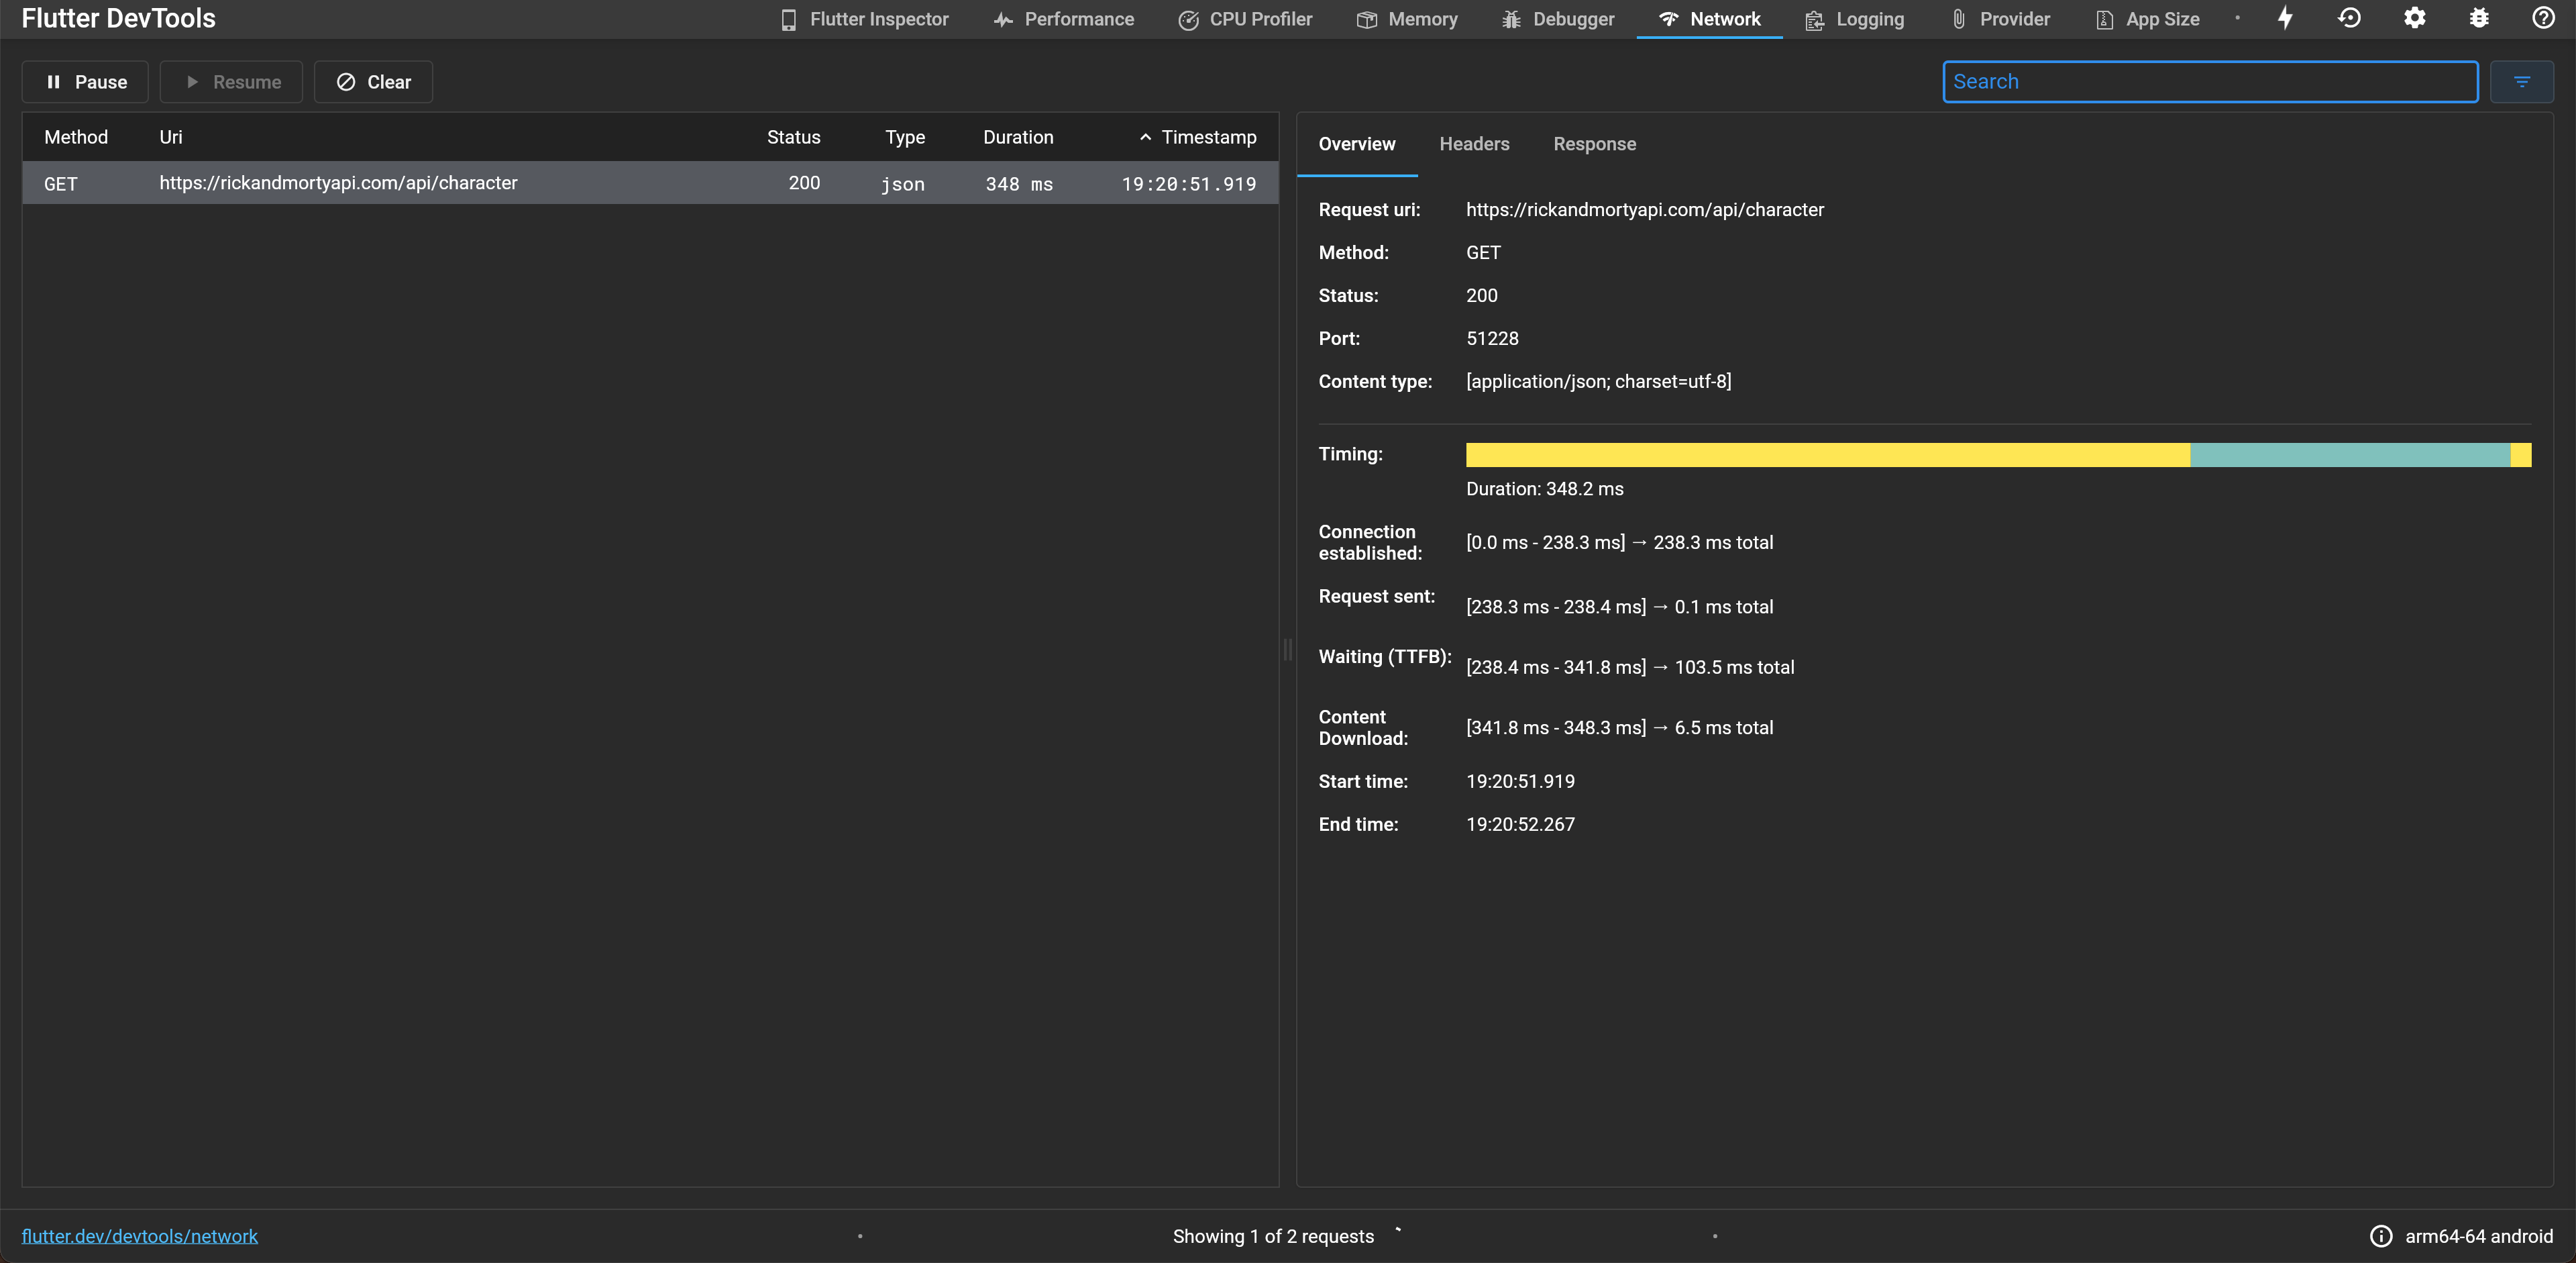 Flutter DevTools
Flutter Inspector
Performance
CPU Profiler
Memory
Debugger
Network
Logging
Provider
App Size
Pause
Resume
Clear
Search
Method Uri Status Type Duration Timestamp
GET https://rickandmortyapi.com/api/character 200 json 348 ms 19:20:51.919
Overview Headers Response
Request uri: https://rickandmortyapi.com/api/character
Method: GET
Status: 200
Port: 51228
Content type: [application/json; charset=utf-8]
Timing:
Duration: 348.2 ms
Connection
established: [0.0 ms - 238.3 ms] → 238.3 ms total
Request sent: [238.3 ms - 238.4 ms] → 0.1 ms total
Waiting (TTFB): [238.4 ms - 341.8 ms] → 103.5 ms total
Content
Download: [341.8 ms - 348.3 ms] → 6.5 ms total
Start time: 19:20:51.919
End time: 19:20:52.267
flutter.dev/devtools/network
Showing 1 of 2 requests
arm64-64 android